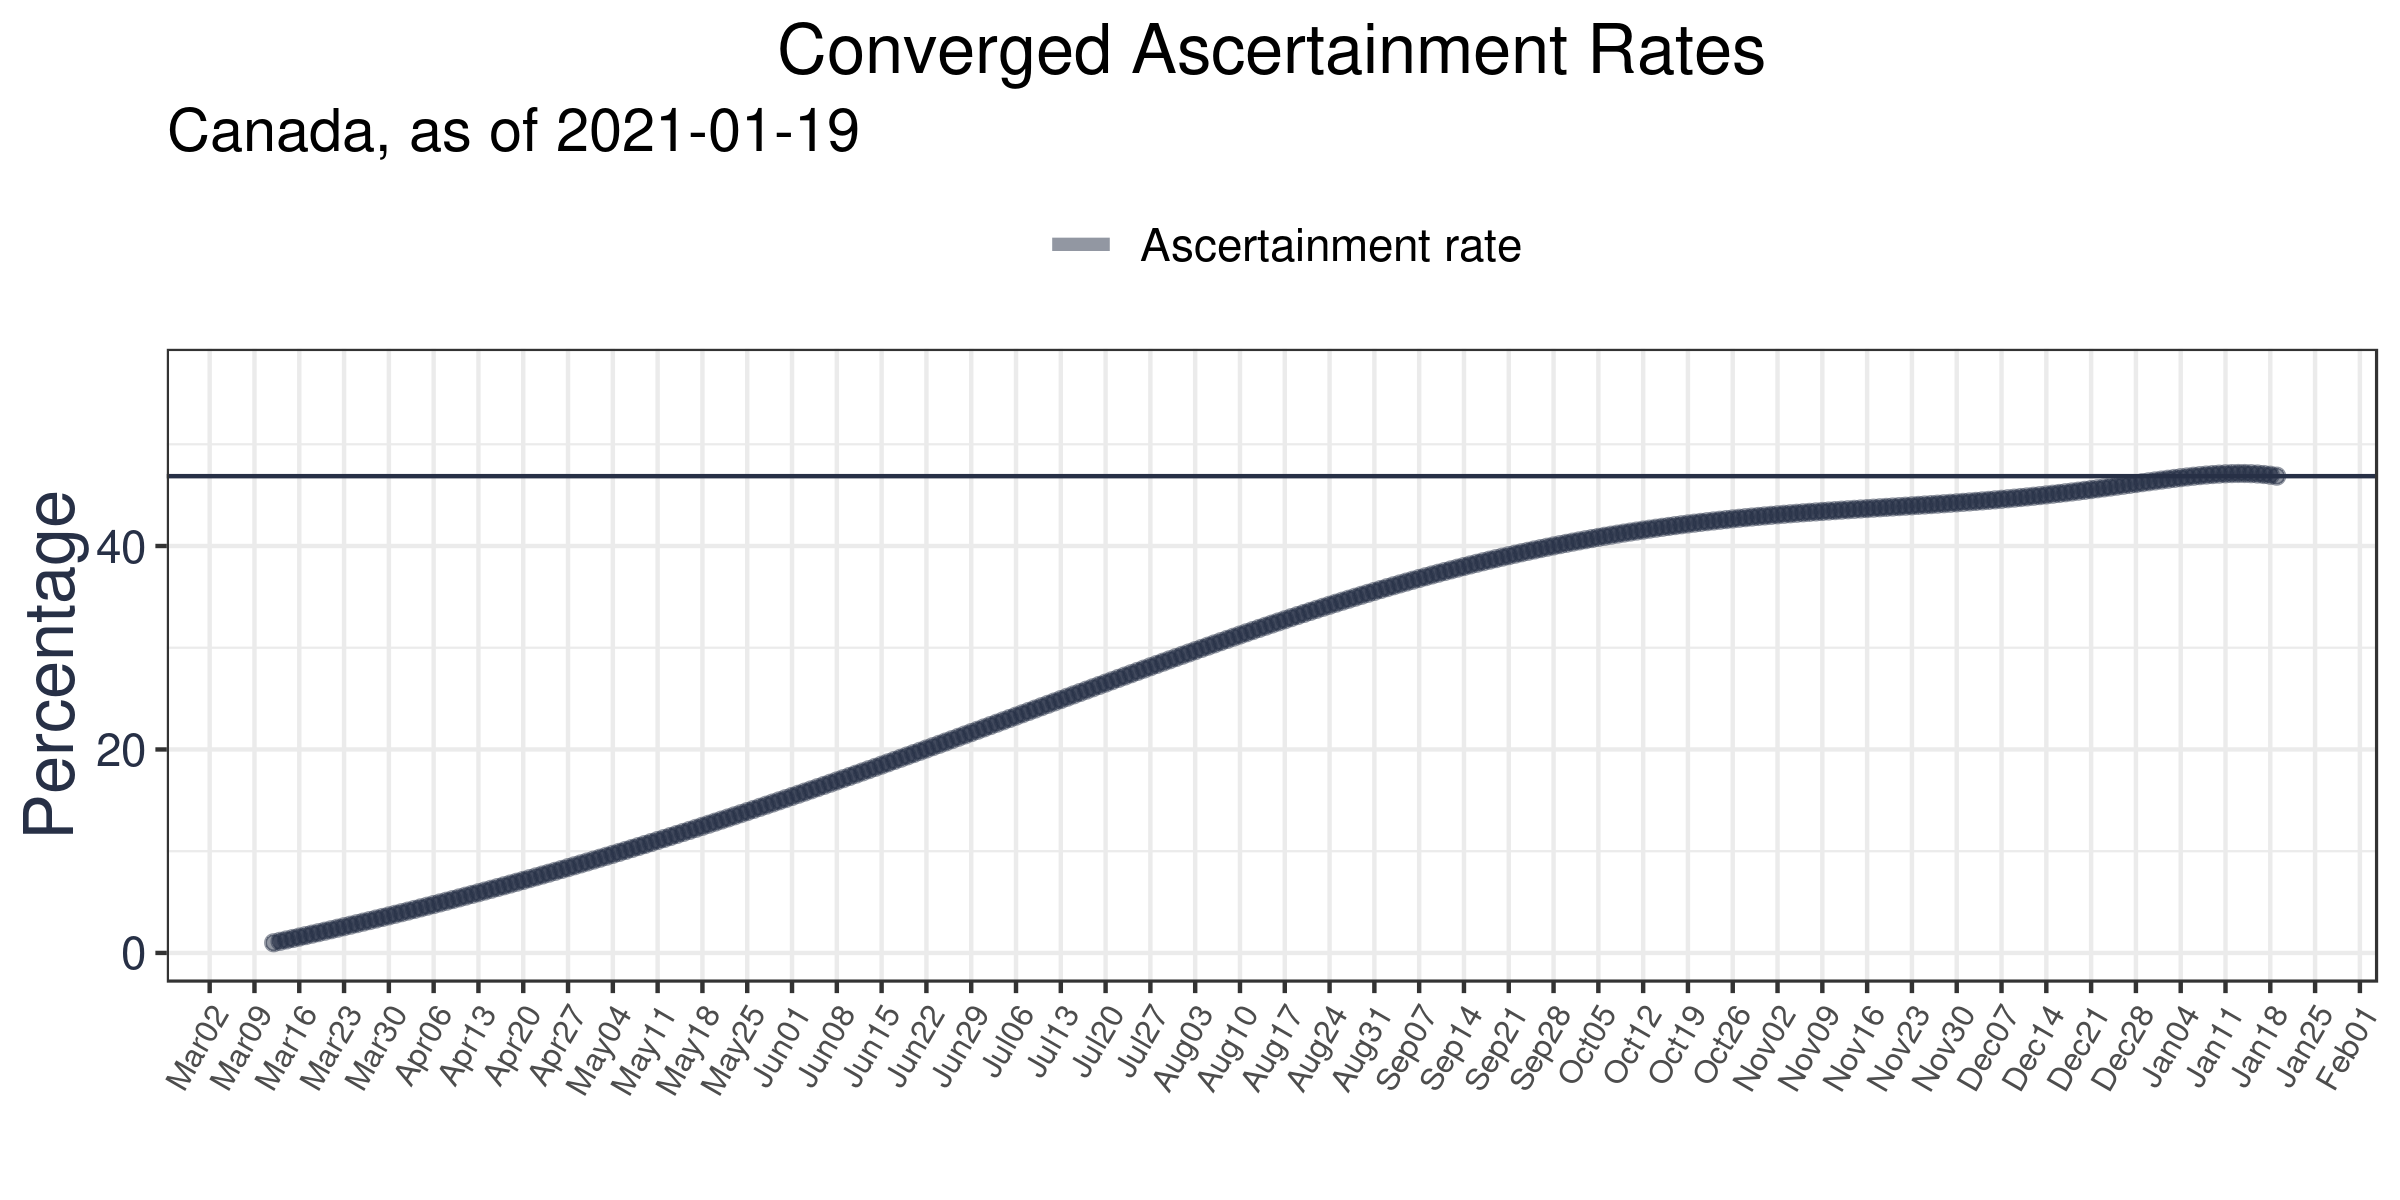 Converged Ascertainment Rates
Canada, as of 2021-01-19
Ascertainment rate
Percentage
40
20
0
Mar02 Mar09 Mar16 Mar23 Mar30 Apr06 Apr13 Apr20 Apr27 May04 May11 May18 May25 Jun01 Jun08 Jun15 Jun22 Jun29 Jul06 Jul13 Jul20 Jul27 Aug03 Aug10 Aug17 Aug24 Aug31 Sep07 Sep14 Sep21 Sep28 Oct05 Oct12 Oct19 Oct26 Nov02 Nov09 Nov16 Nov23 Nov30 Dec07 Dec14 Dec21 Dec28 Jan04 Jan11 Jan18 Jan25 Feb01